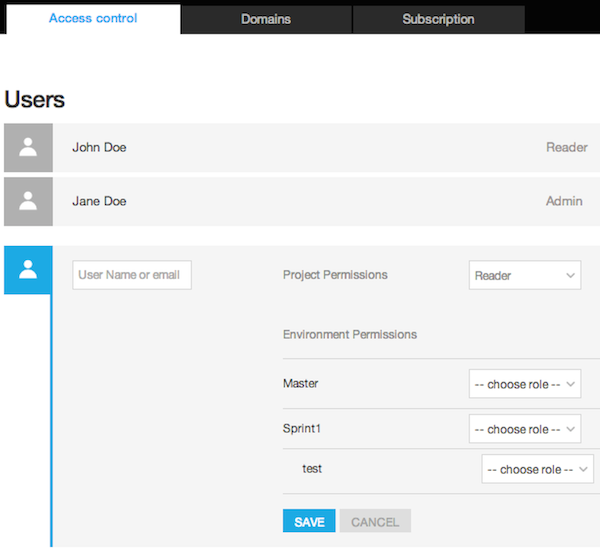 Access control Domains Subscription
Users
John Doe Reader
Jane Doe Admin
User Name or email Project Permissions Reader
Environment Permissions
Master -- choose role --
Sprint1 -- choose role --
test -- choose role --
SAVE CANCEL